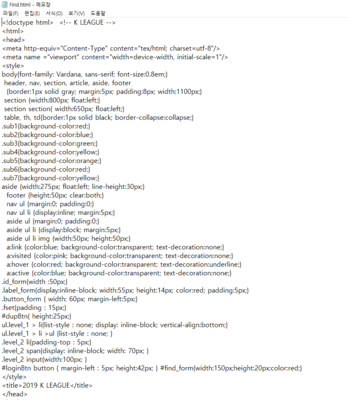 Find.html - 메모장
파일(F) 편집(E) 서식(O) 보기(V) 도움말
<!doctype html> <!-- K LEAGUE -->
<html>
<head>
<meta http-equiv="Content-Type" content="tex/html; charset=utf-8"/>
<meta name ="viewport" content="width=device-width, initial-scale=1"/>
<style>
body{font-family: Vardana, sans-serif; font-size:0.8em;}
header, nav, section, article, aside, footer
{border:1px solid gray; margin:5px; padding:8px; width:1100px;}
section {width:800px; float:left;}
section section{ width:650px; float:left;}
table, th, td{border:1px solid black; border-collapse:collapse;}
.sub1{background-color:red;}
.sub2{background-color:blue;}
.sub3{background-color:green;}
.sub4{background-color:yellow;}
.sub5{background-color:orange;}
.sub6{background-color:red;}
.sub7{background-color:yellow;}
aside {width:275px; float:left; line-height:30px;}
footer {height:50px; clear:both;}
nav ul {margin:0; padding:0;}
nav ul li {display:inline; margin:5px;}
aside ul {margin:0; padding:0;}
aside ul li {display:block; margin:5px;}
aside ul li img {width:50px; height:50px;}
a:link {color:blue; background-color:transparent; text-decoration:none;}
a:visited {color:pink; background-color:transparent; text-decoration:none;}
a:hover {color:red; background-color:transparent; text-decoration:underline;}
a:active {color:blue; background-color:transparent; text-decoration:none;}
.id_form{width :50px;}
.label_form{display:inline-block; width:55px; height:14px; color:red; padding:5px;}
.button_form { width: 60px; margin-left:5px;}
.fset{padding : 15px;}
#dupBtn{ height:25px;}
ul.level_1 > li{list-style : none; display: inline-block; vertical-align:bottom;}
ul.level_1 > li >ul {list-style : none; }
.level_2 li{padding-top : 5px;}
.level_2 span{display: inline-block; width: 70px; }
.level_2 input{width:100px; }
#loginBtn button { margin-left : 5px; height:42px; } #find_form{width:150px;height:20px;color:red;}
</style>
<title>2019 K LEAGUE</title>
</head>